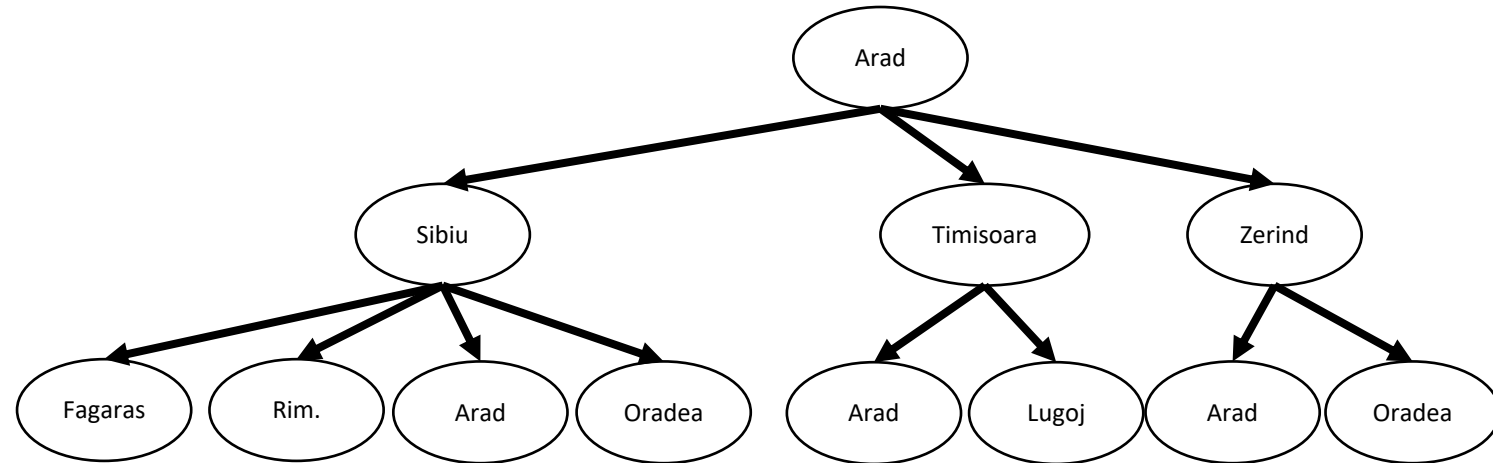 Arad
Sibiu
Timisoara
Zerind
Fagaras
Rim.
Arad
Oradea
Arad
Lugoj
Arad
Oradea